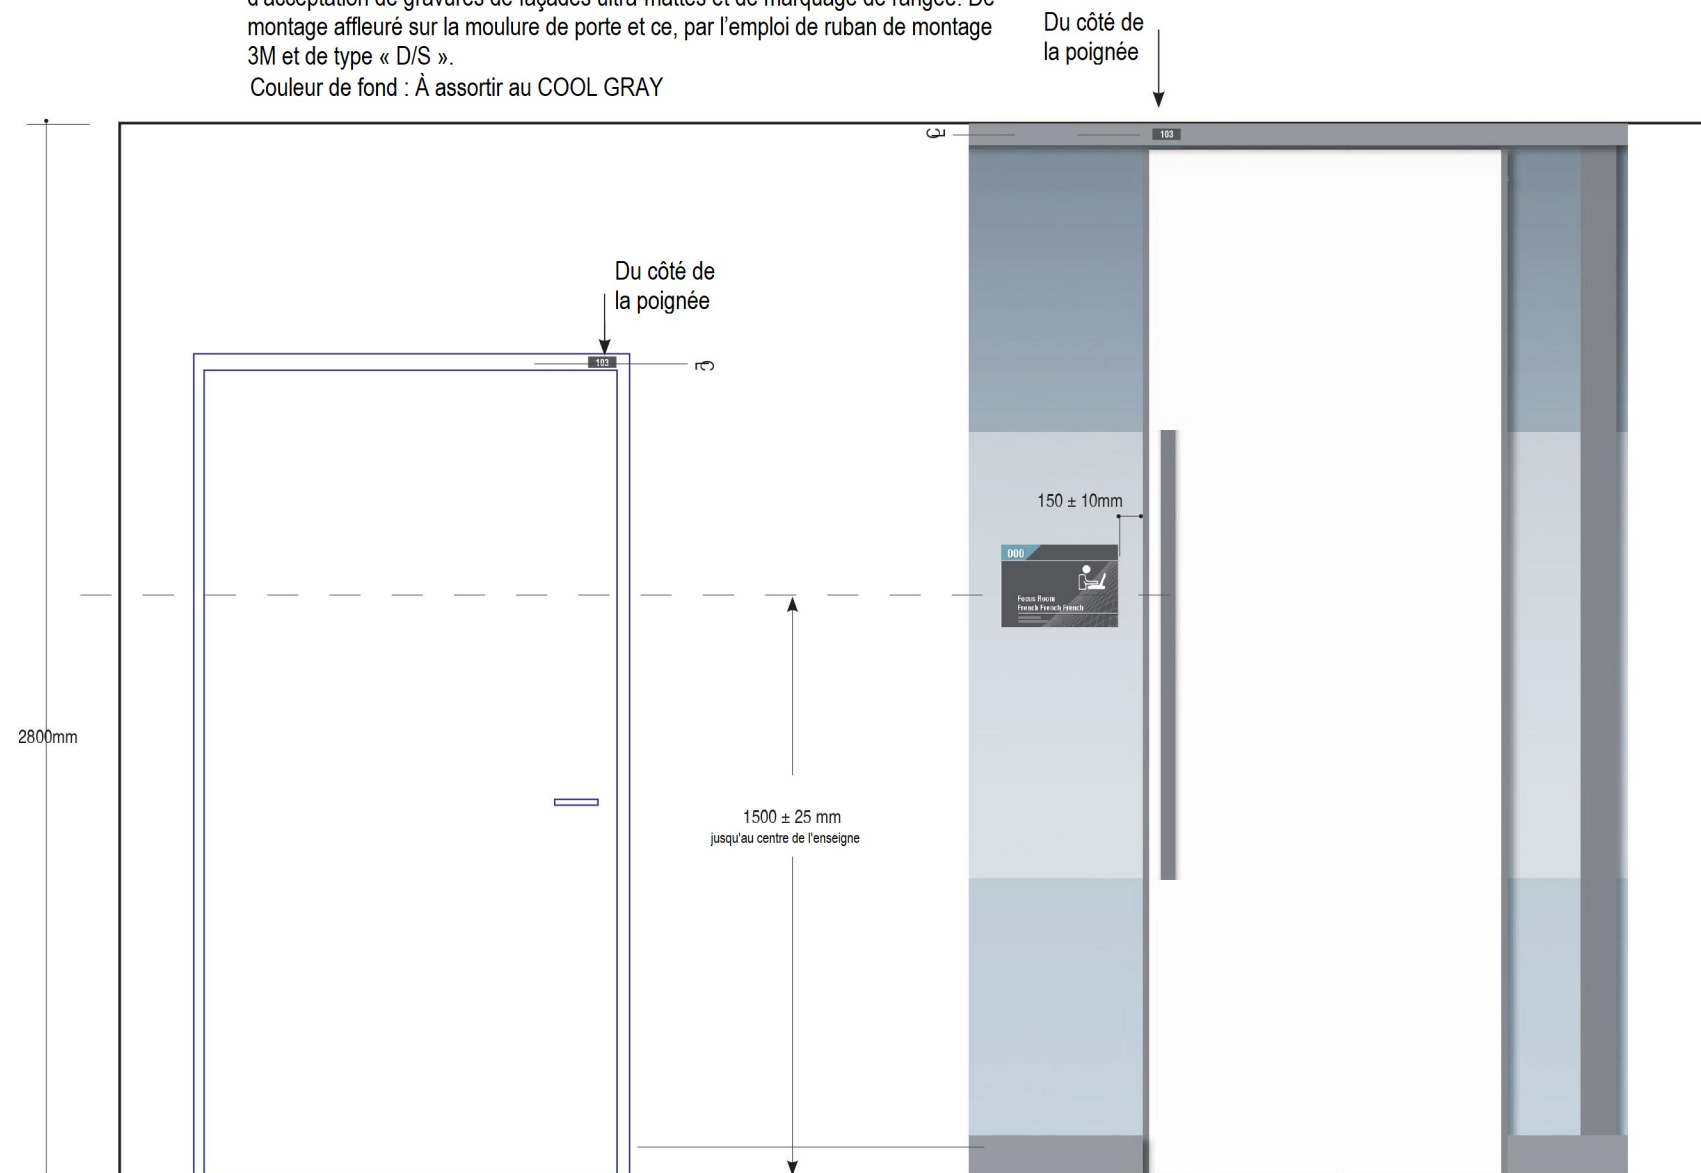 d'acceptation de gravures de façades ultra-mattes et de marquage de rangée. De
montage affleuré sur la moulure de porte et ce, par l'emploi de ruban de montage
3M et de type « D/S ».
Couleur de fond : À assortir au COOL GRAY
Du côté de
la poignée
103
Du côté de
la poignée
103
150 ± 10mm
000
Focus Room
French French French
2800mm
1500 ± 25 mm
jusqu'au centre de l'enseigne